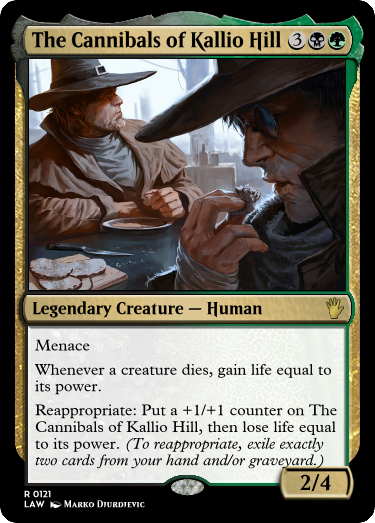 The Cannibals of Kallio Hill 3
Legendary Creature — Human
Menace
Whenever a creature dies, gain life equal to
its power.
Reappropriate: Put a +1/+1 counter on The
Cannibals of Kallio Hill, then lose life equal
to its power. (To reappropriate, exile exactly
two cards from your hand and/or graveyard.)
2/4
R 0121
LAW Marko Djurdjevic